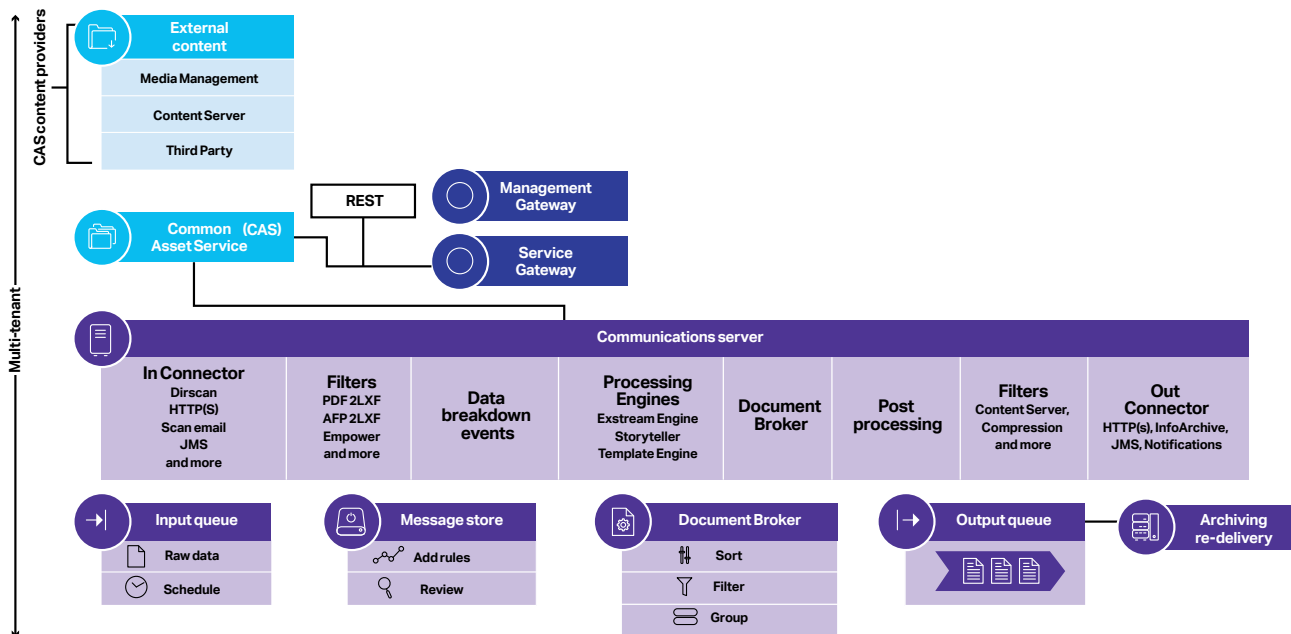 CAS content providers
External
content
Media Management
Content Server
Third Party
REST
Management
Gateway
Common (CAS)
Asset Service
Service
Gateway
Multi-tenant
Communications server
In Connector
Dirscan
HTTP(S)
Scan email
JMS
and more
Filters
PDF 2LXF
AFP 2LXF
Empower
and more
Data
breakdown
events
Processing
Engines
Exstream Engine
Storyteller
Template Engine
Document
Broker
Post
processing
Filters
Content Server,
Compression
and more
Out
Connector
HTTP(s), InfoArchive,
JMS, Notifications
Input queue
Raw data
Schedule
Message store
Add rules
Review
Document Broker
Sort
Filter
Group
Output queue
Archiving
re-delivery